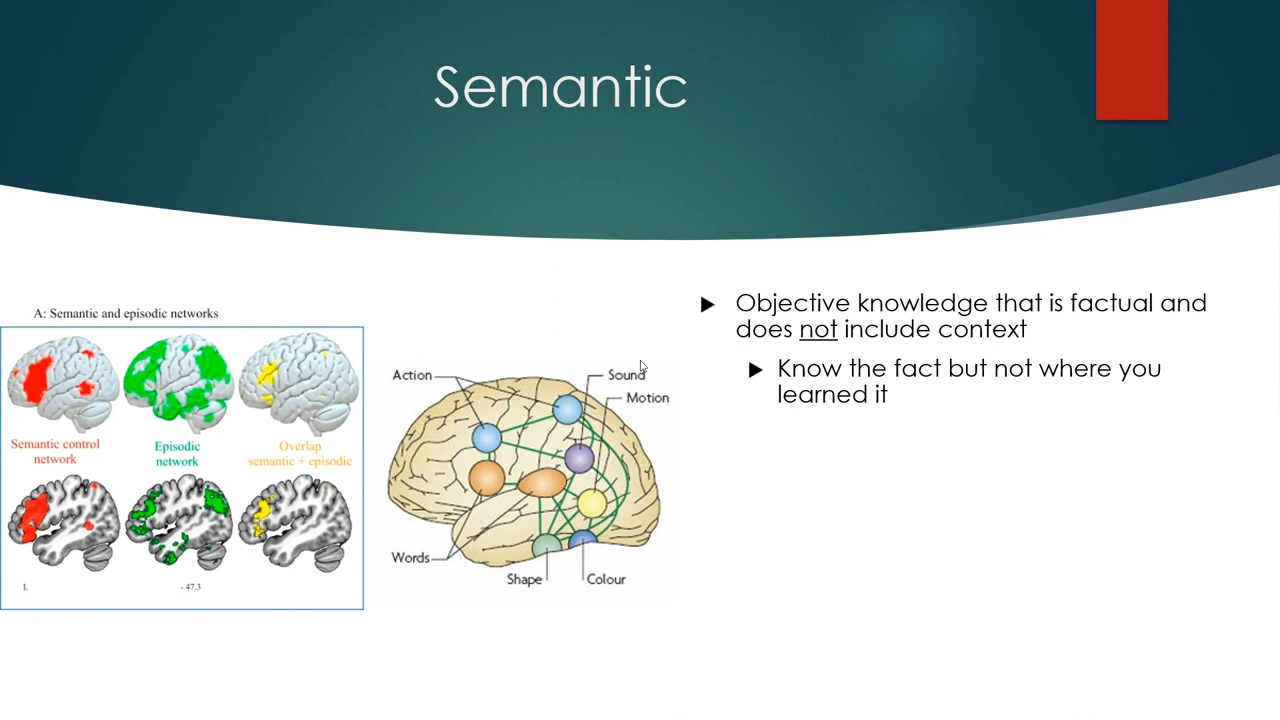 Semantic
A: Semantic and episodic networks
Semantic control
network
Episodic
network
Overlap
semantic + episodic
L
- 47.3
Action
Sound
Motion
Words
Shape
Colour
Objective knowledge that is factual and
does not include context
Know the fact but not where you
learned it